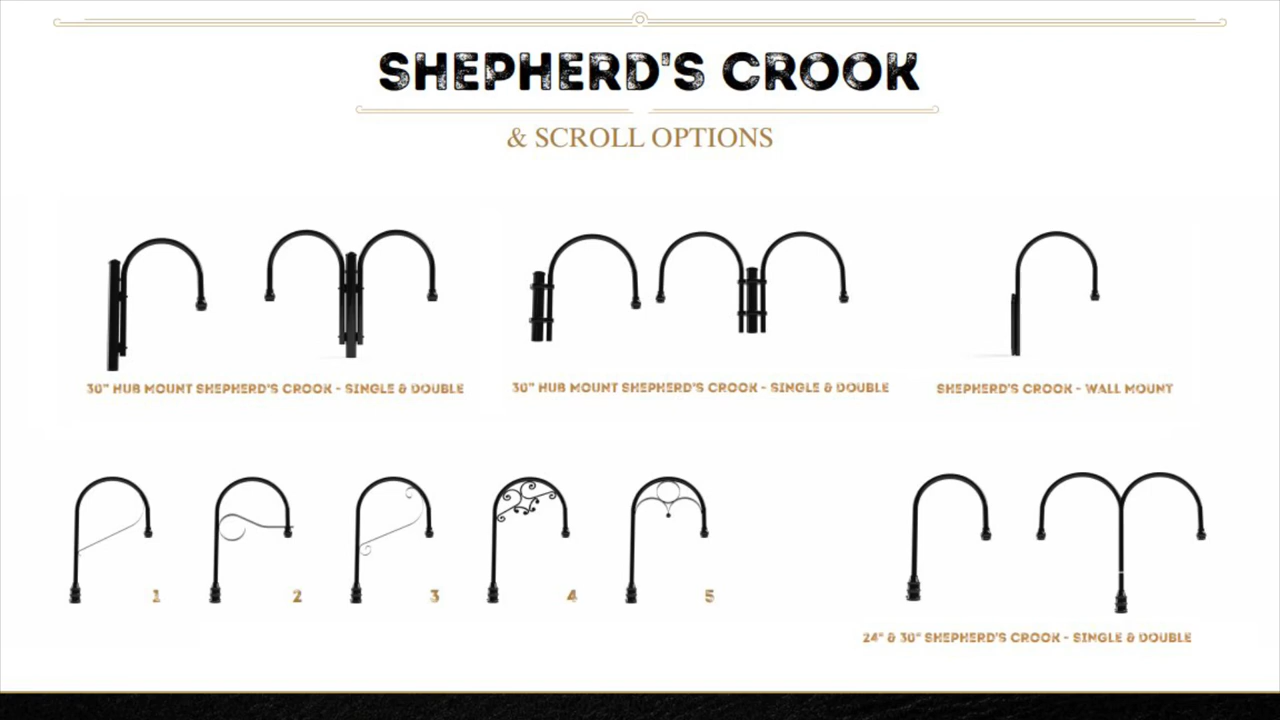 SHEPHERD'S CROOK
& SCROLL OPTIONS
30" HUB MOUNT SHEPHERD'S CROOK - SINGLE & DOUBLE
30" HUB MOUNT SHEPHERD'S CROOK - SINGLE & DOUBLE
SHEPHERD'S CROOK - WALL MOUNT
1
2
3
4
5
24" & 30" SHEPHERD'S CROOK - SINGLE & DOUBLE